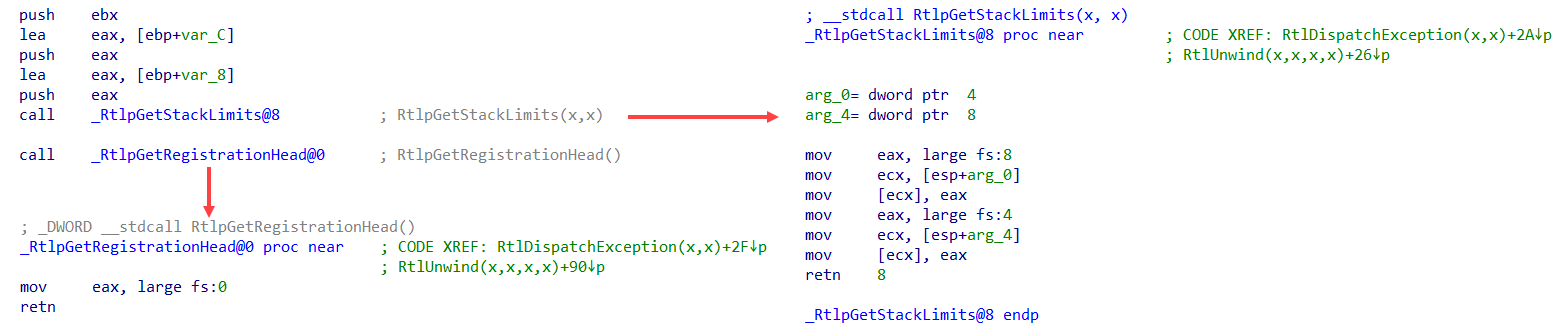 push    ebx
lea     eax, [ebp+var_C]
push    eax
lea     eax, [ebp+var_8]
push    eax
call    _RtlpGetStackLimits@8           ; RtlpGetStackLimits(x,x)
call    _RtlpGetRegistrationHead@0      ; RtlpGetRegistrationHead()
; _DWORD __stdcall RtlpGetRegistrationHead()
_RtlpGetRegistrationHead@0 proc near    ; CODE XREF: RtlDispatchException(x,x)+2F↓p
; RtlUnwind(x,x,x,x)+90↓p
mov     eax, large fs:0
retn
; __stdcall RtlpGetStackLimits(x, x)
_RtlpGetStackLimits@8 proc near         ; CODE XREF: RtlDispatchException(x,x)+2A↓p
; RtlUnwind(x,x,x,x)+26↓p
arg_0= dword ptr  4
arg_4= dword ptr  8
mov     eax, large fs:8
mov     ecx, [esp+arg_0]
mov     [ecx], eax
mov     eax, large fs:4
mov     ecx, [esp+arg_4]
mov     [ecx], eax
retn    8
_RtlpGetStackLimits@8 endp